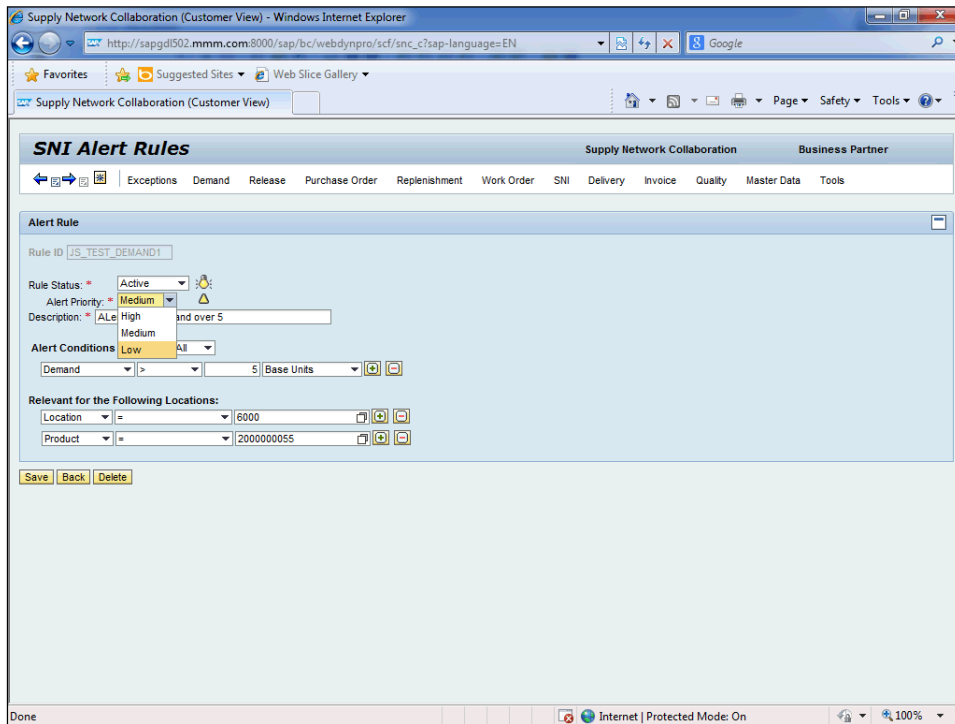 Supply Network Collaboration (Customer View) - Windows Internet Explorer
http://sapgdl502.mmm.com:8000/sap/bc/webdynpro/scf/snc_c?sap-language=EN
Google
Favorites Suggested Sites Web Slice Gallery
Supply Network Collaboration (Customer View) Page Safety Tools
SNI Alert Rules Supply Network Collaboration Business Partner
Exceptions Demand Release Purchase Order Replenishment Work Order SNI Delivery Invoice Quality Master Data Tools
Alert Rule
Rule ID JS_TEST_DEMAND1
Rule Status: * Active
Alert Priority: * Medium
Description: * ALe and over 5
High
Medium
Low
Alert Conditions All
Demand > 5 Base Units
Relevant for the Following Locations:
Location = 6000
Product = 2000000055
Save Back Delete
Done Internet | Protected Mode: On 100%